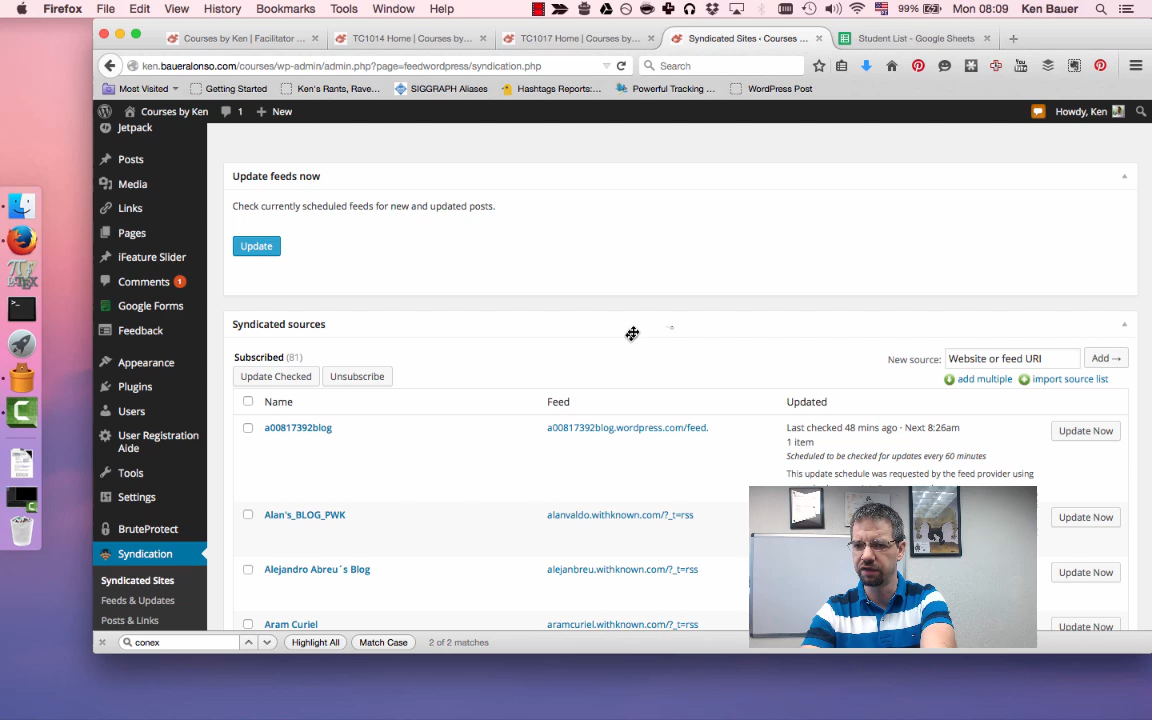 Firefox File Edit View History Bookmarks Tools Window Help 99% Mon 08:09 Ken Bauer
Courses by Ken | Facilitator ... × TC1014 Home | Courses by... × TC1017 Home | Courses by... × Syndicated Sites ‹ Courses ... × Student List - Google Sheets ×
ken.baueralonso.com/courses/wp-admin/admin.php?page=feedwordpress/syndication.php Search
Most Visited Getting Started Ken's Rants, Rave... SIGGRAPH Aliases Hashtags Reports:... Powerful Tracking ... WordPress Post
Courses by Ken 1 + New Howdy, Ken
Jetpack
Posts
Media
Links
Pages
iFeature Slider
Comments 1
Google Forms
Feedback
Appearance
Plugins
Users
User Registration
Aide
Tools
Settings
BruteProtect
Syndication
Syndicated Sites
Feeds & Updates
Posts & Links
Update feeds now
Check currently scheduled feeds for new and updated posts.
Update
Syndicated sources
Subscribed (81)
New source: Website or feed URI Add →
Update Checked Unsubscribe
add multiple import source list
Name Feed Updated
a00817392blog a00817392blog.wordpress.com/feed. Last checked 48 mins ago · Next 8:26am Update Now
1 item
Scheduled to be checked for updates every 60 minutes
This update schedule was requested by the feed provider using
Alan's_BLOG_PWK alanvaldo.withknown.com/?_t=rss Update Now
Alejandro Abreu´s Blog alejanbreu.withknown.com/?_t=rss Update Now
Aram Curiel aramcuriel.withknown.com/?_t=rss Update Now
conex Highlight All Match Case 2 of 2 matches